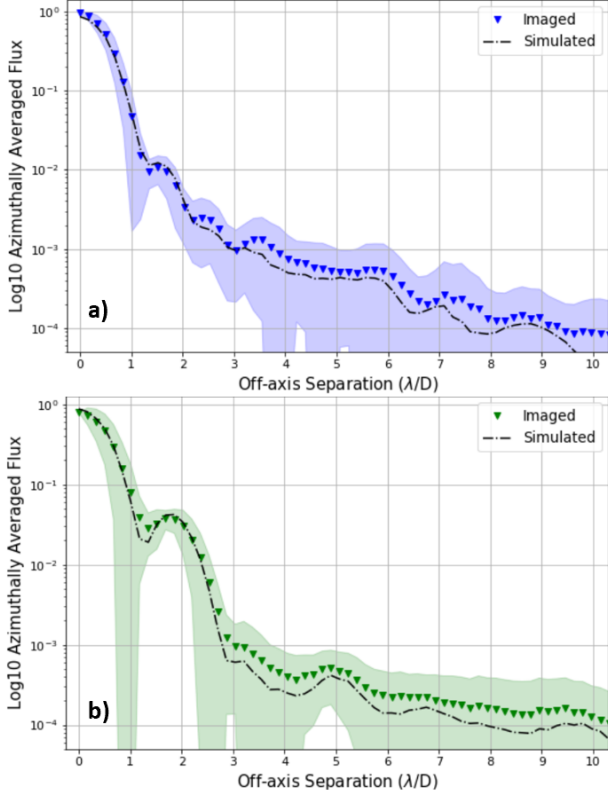 10⁰
Imaged
Simulated
10⁻¹
10⁻²
10⁻³
10⁻⁴
Log10 Azimuthally Averaged Flux
a)
0 1 2 3 4 5 6 7 8 9 10
Off-axis Separation (λ/D)
10⁰
Imaged
Simulated
10⁻¹
10⁻²
10⁻³
10⁻⁴
Log10 Azimuthally Averaged Flux
b)
0 1 2 3 4 5 6 7 8 9 10
Off-axis Separation (λ/D)